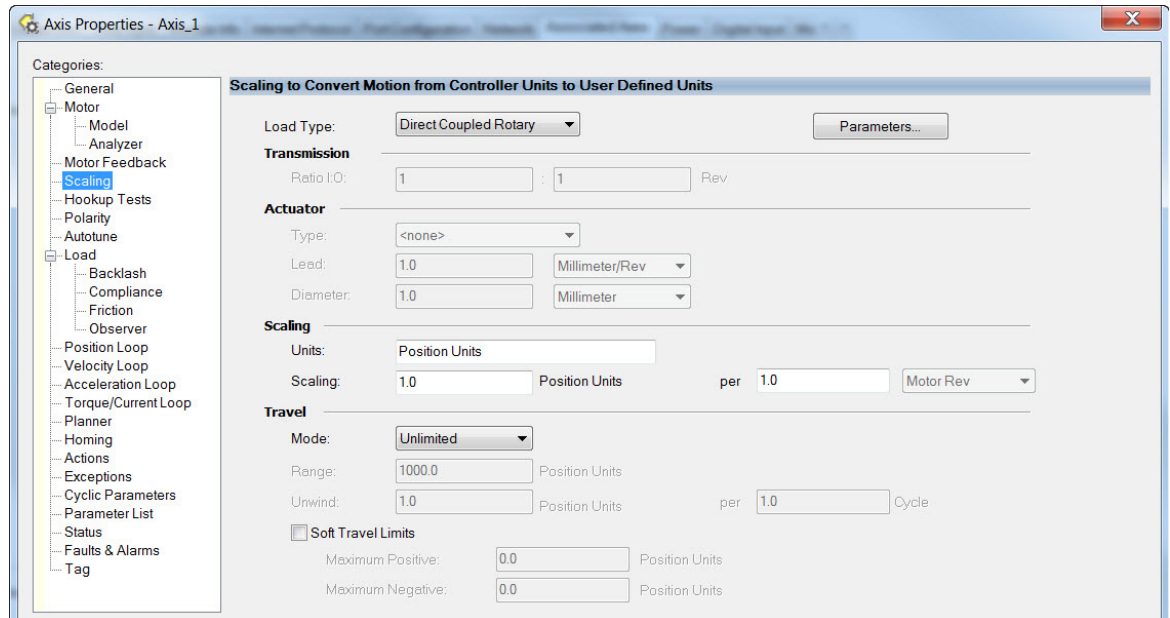 Axis Properties - Axis_1
Categories:
General
Motor
Model
Analyzer
Motor Feedback
Scaling
Hookup Tests
Polarity
Autotune
Load
Backlash
Compliance
Friction
Observer
Position Loop
Velocity Loop
Acceleration Loop
Torque/Current Loop
Planner
Homing
Actions
Exceptions
Cyclic Parameters
Parameter List
Status
Faults & Alarms
Tag
Scaling to Convert Motion from Controller Units to User Defined Units
Load Type: Direct Coupled Rotary Parameters...
Transmission
Ratio I:O: 1 : 1 Rev
Actuator
Type: <none>
Lead: 1.0 Millimeter/Rev
Diameter: 1.0 Millimeter
Scaling
Units: Position Units
Scaling: 1.0 Position Units per 1.0 Motor Rev
Travel
Mode: Unlimited
Range: 1000.0 Position Units
Unwind: 1.0 Position Units per 1.0 Cycle
Soft Travel Limits
Maximum Positive: 0.0 Position Units
Maximum Negative: 0.0 Position Units